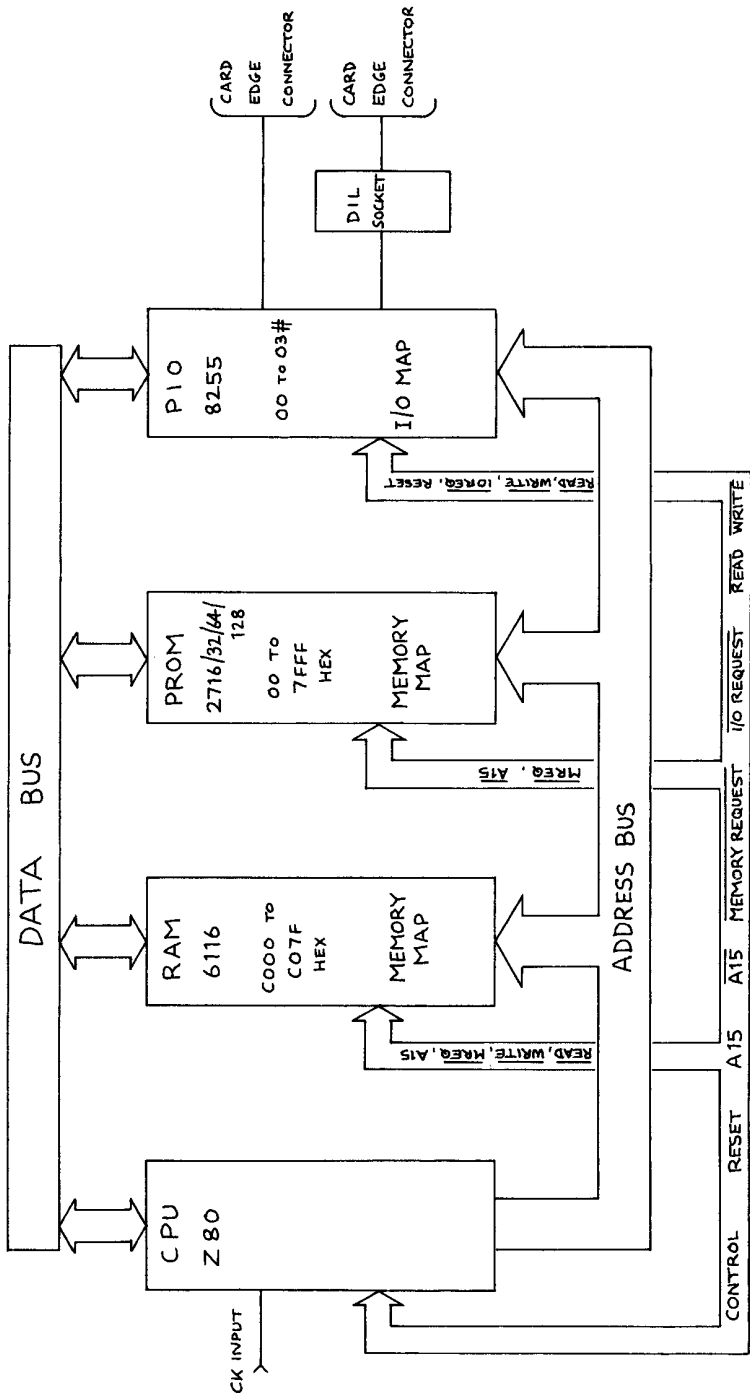 DATA BUS
CK INPUT
CPU
Z80
RAM
6116
C000 TO
C07F
HEX
MEMORY
MAP
PROM
2716/32/64/
128
00 TO
7FFF
HEX
MEMORY
MAP
PIO
8255
00 TO 03#
I/O MAP
DIL
SOCKET
CARD
EDGE
CONNECTOR
CARD
EDGE
CONNECTOR
READ, WRITE, MREQ, A15
MREQ, A15
READ, WRITE, IOREQ, RESET
ADDRESS BUS
CONTROL RESET A15 A15 MEMORY REQUEST I/O REQUEST READ WRITE